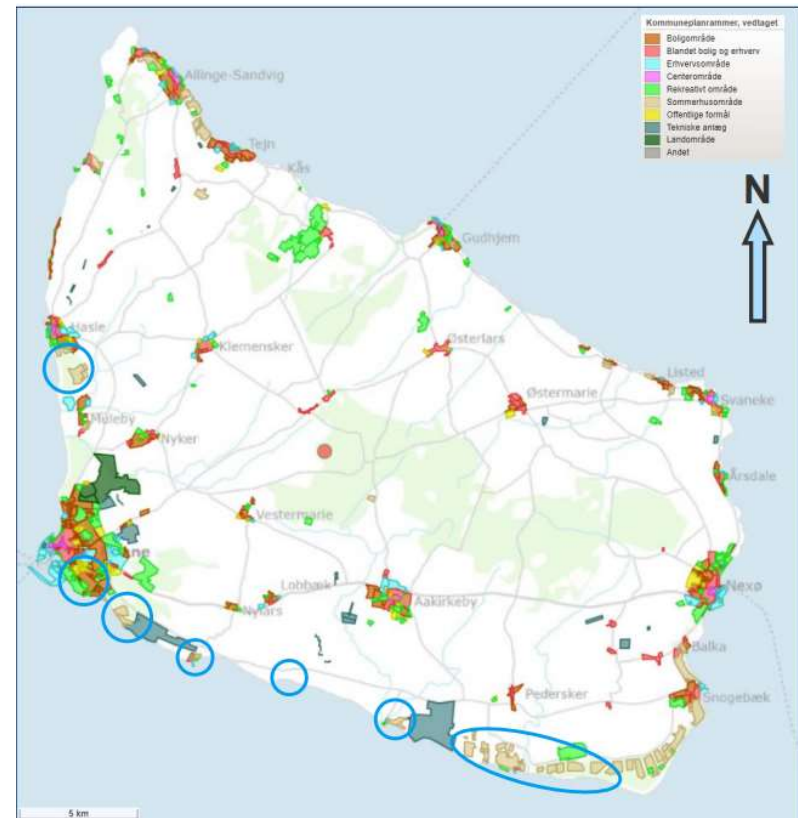 Kommuneplanrammer, vedtaget
Boligområde
Blandet bolig og erhverv
Erhvervsområde
Centerområde
Rekreativt område
Sommerhusområde
Offentlige formål
Tekniske anlæg
Landområde
Andet
N
Allinge-Sandvig
Tejn
Kås
Gudhjem
Hasle
Klemensker
Østerlars
Listed
Svaneke
Østermarie
Muleby
Nyker
Årsdale
Vestermarie
Lobbæk
Nylars
Aakirkeby
Nexø
Balka
Pedersker
Snogebæk
5 km